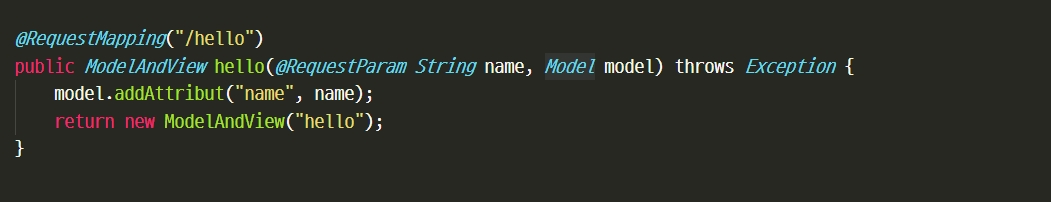 @RequestMapping("/hello")
public ModelAndView hello(@RequestParam String name, Model model) throws Exception {
    model.addAttribut("name", name);
    return new ModelAndView("hello");
}